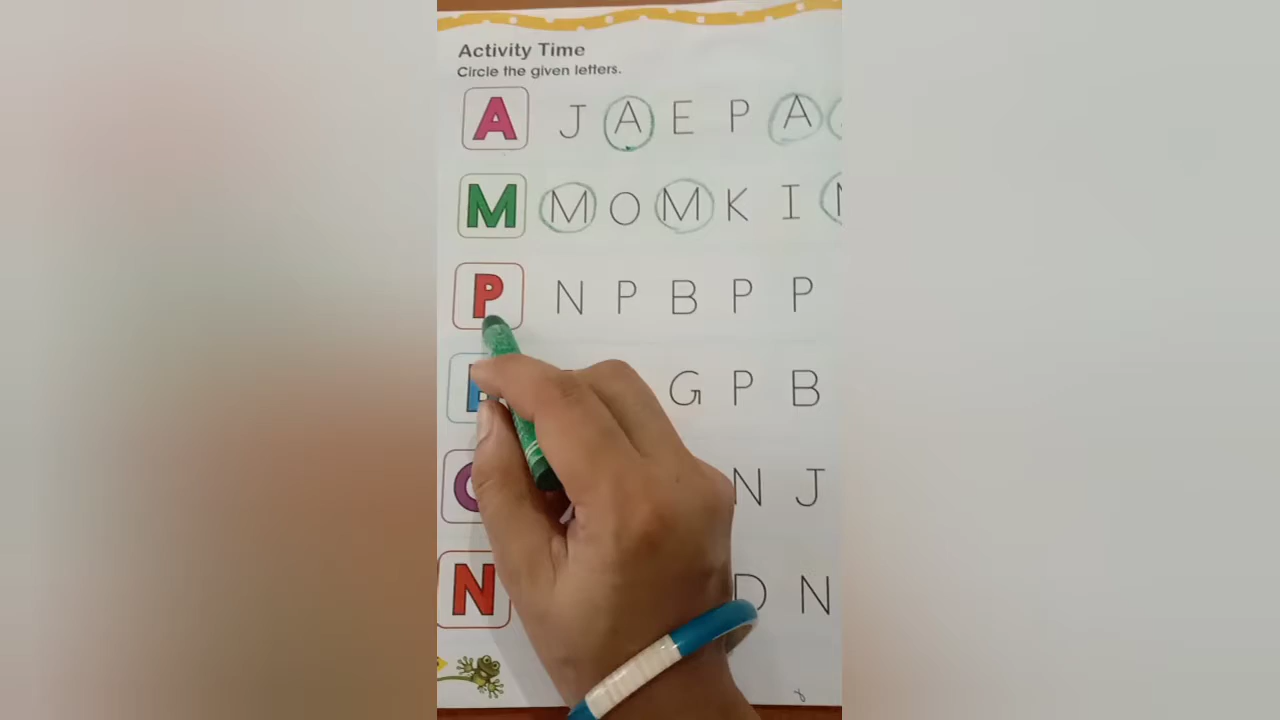 Activity Time
Circle the given letters.
A J A E P A
M M O M K I
P N P B P P
G P B
N J
N D N